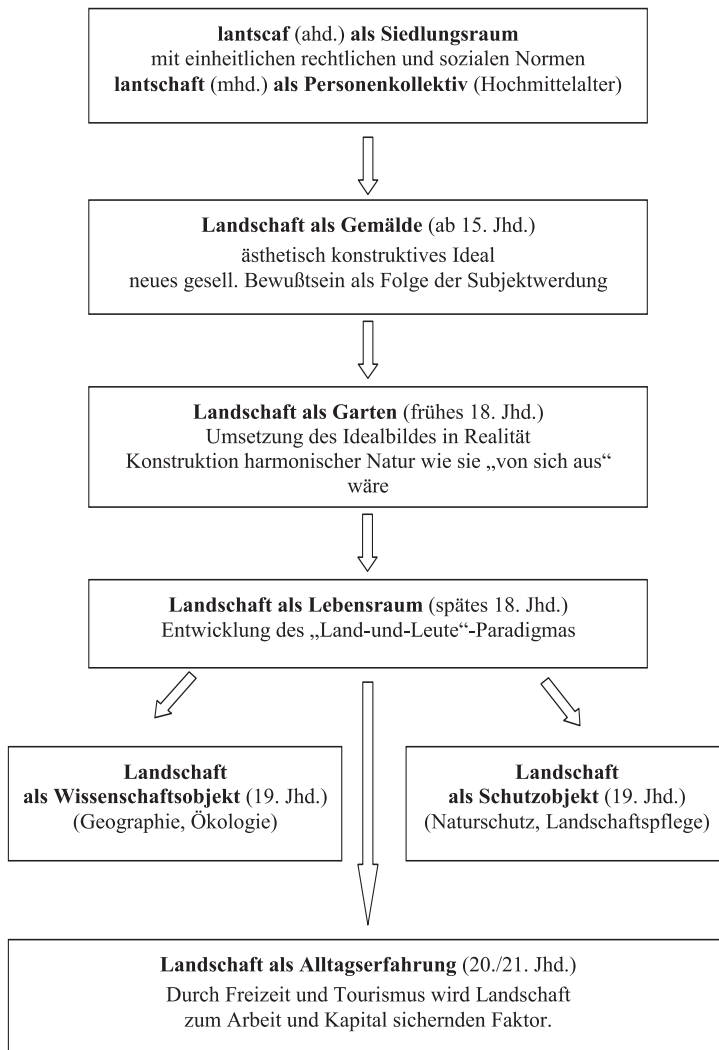 lantscaf (ahd.) als Siedlungsraum
mit einheitlichen rechtlichen und sozialen Normen
lantschaft (mhd.) als Personenkollektiv (Hochmittelalter)
Landschaft als Gemälde (ab 15. Jhd.)
ästhetisch konstruktives Ideal
neues gesell. Bewußtsein als Folge der Subjektwerdung
Landschaft als Garten (frühes 18. Jhd.)
Umsetzung des Idealbildes in Realität
Konstruktion harmonischer Natur wie sie „von sich aus“
wäre
Landschaft als Lebensraum (spätes 18. Jhd.)
Entwicklung des „Land-und-Leute“-Paradigmas
Landschaft
als Wissenschaftsobjekt (19. Jhd.)
(Geographie, Ökologie)
Landschaft
als Schutzobjekt (19. Jhd.)
(Naturschutz, Landschaftspflege)
Landschaft als Alltagserfahrung (20./21. Jhd.)
Durch Freizeit und Tourismus wird Landschaft
zum Arbeit und Kapital sichernden Faktor.